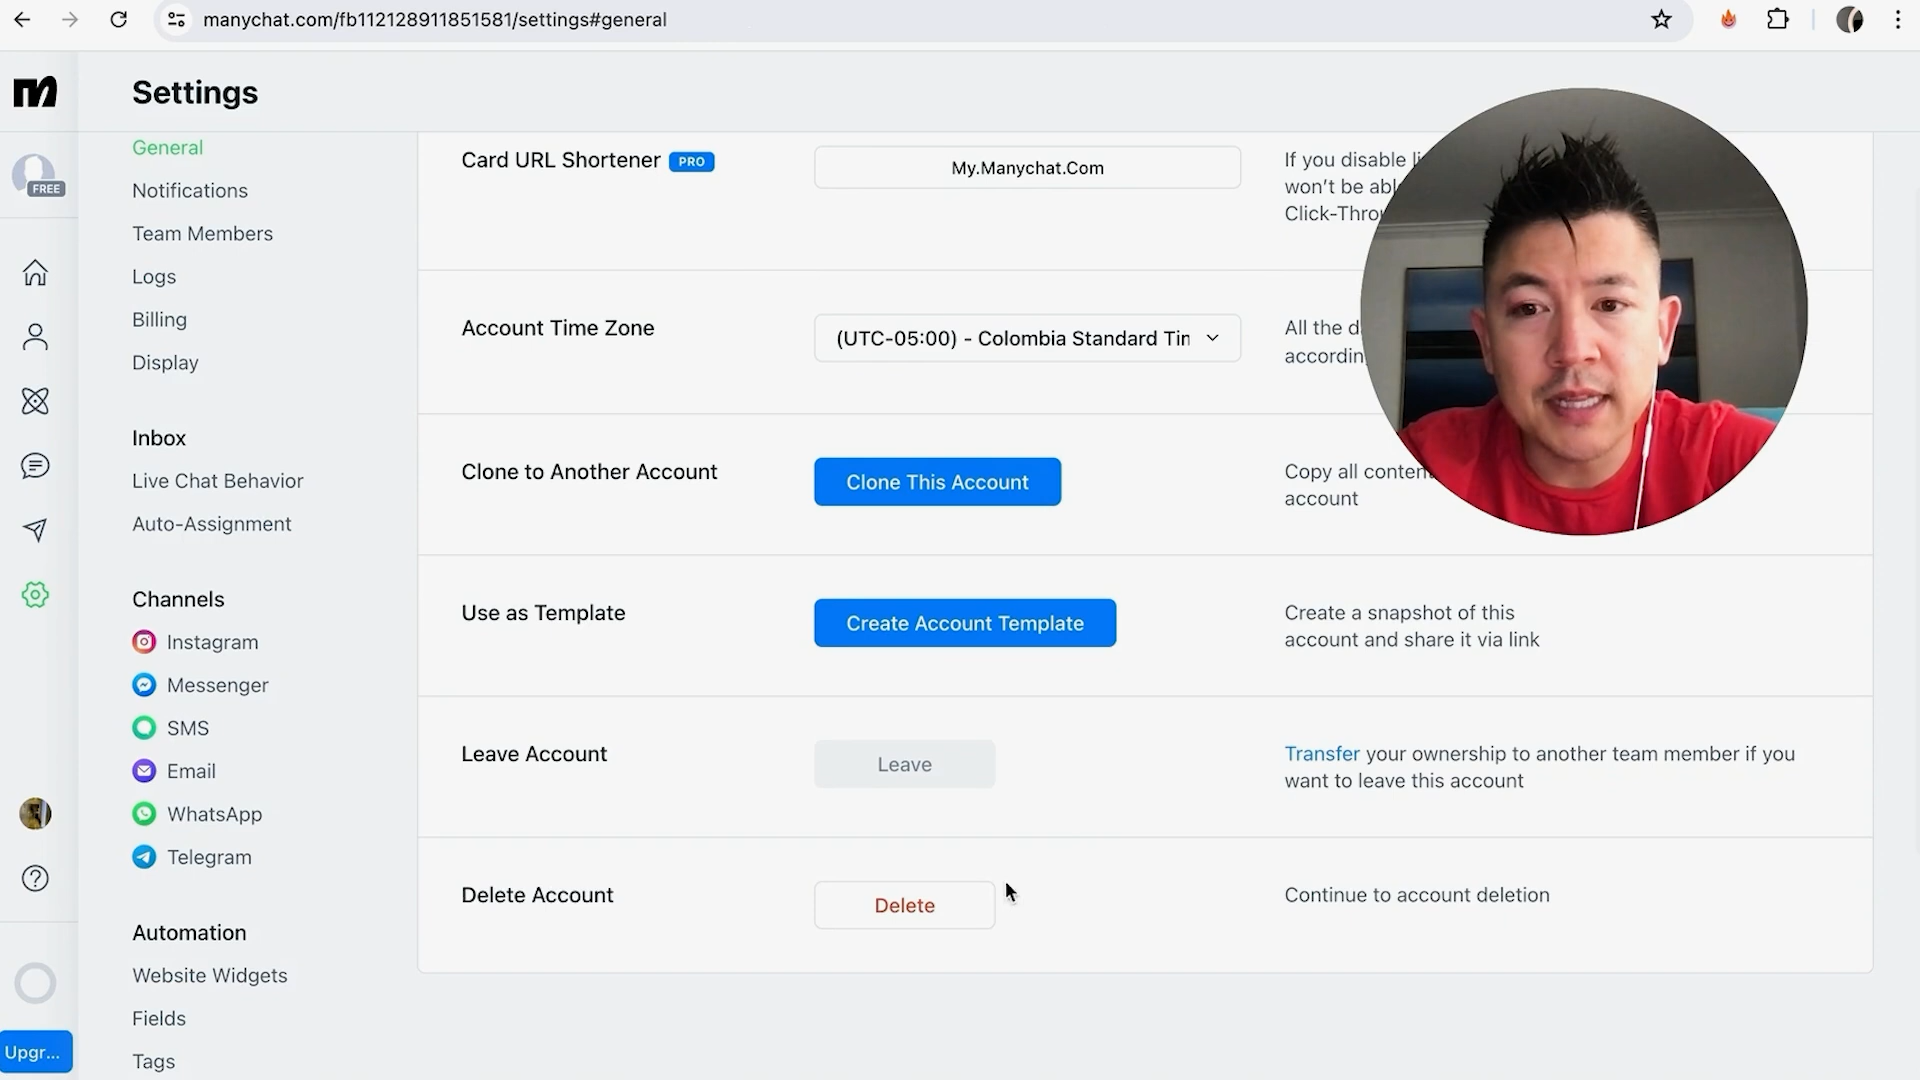 manychat.com/fb112128911851581/settings#general
Settings
FREE
General
Notifications
Team Members
Logs
Billing
Display
Inbox
Live Chat Behavior
Auto-Assignment
Channels
Instagram
Messenger
SMS
Email
WhatsApp
Telegram
Automation
Website Widgets
Fields
Tags
Upgr...
Card URL Shortener PRO
My.Manychat.Com
If you disable
won't be
Click-
Account Time Zone
(UTC-05:00) - Colombia Standard
All the
Clone to Another Account
Clone This Account
Copy all
account
Use as Template
Create Account Template
Create a snapshot of this
account and share it via link
Leave Account
Leave
Transfer your ownership to another team member if you
want to leave this account
Delete Account
Delete
Continue to account deletion